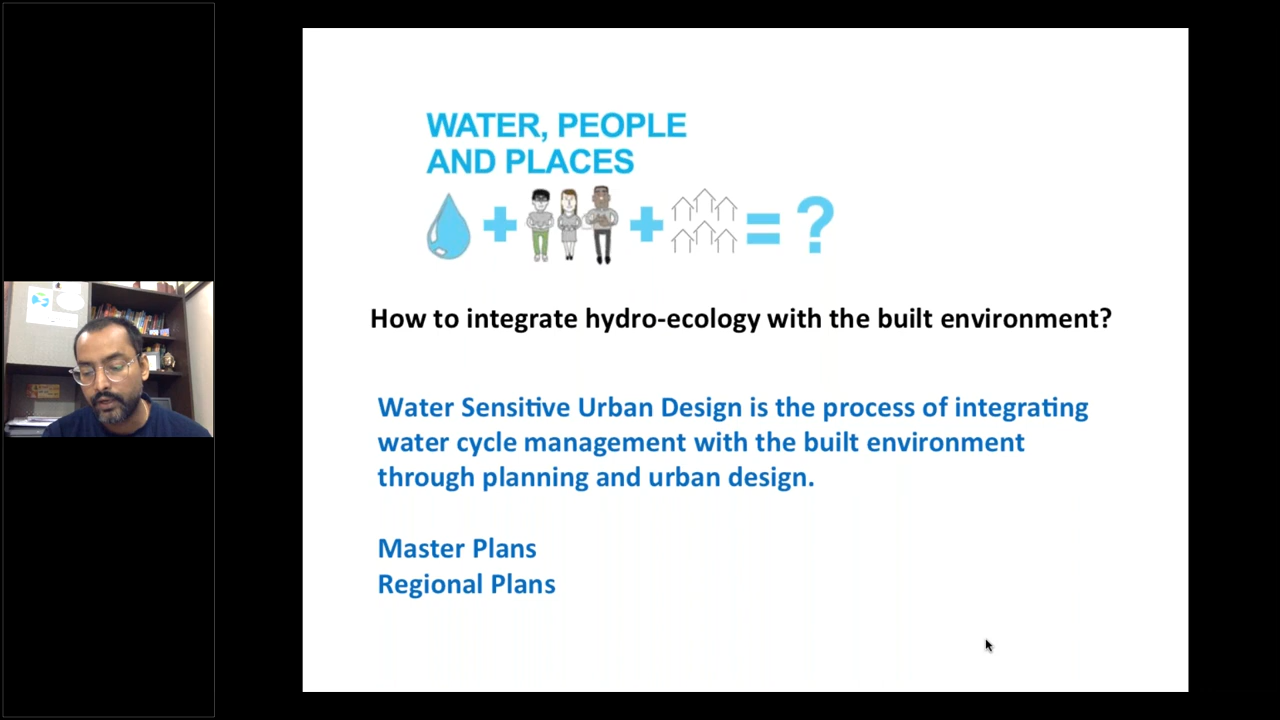 WATER, PEOPLE
AND PLACES
+ + = ?
How to integrate hydro-ecology with the built environment?
Water Sensitive Urban Design is the process of integrating
water cycle management with the built environment
through planning and urban design.
Master Plans
Regional Plans